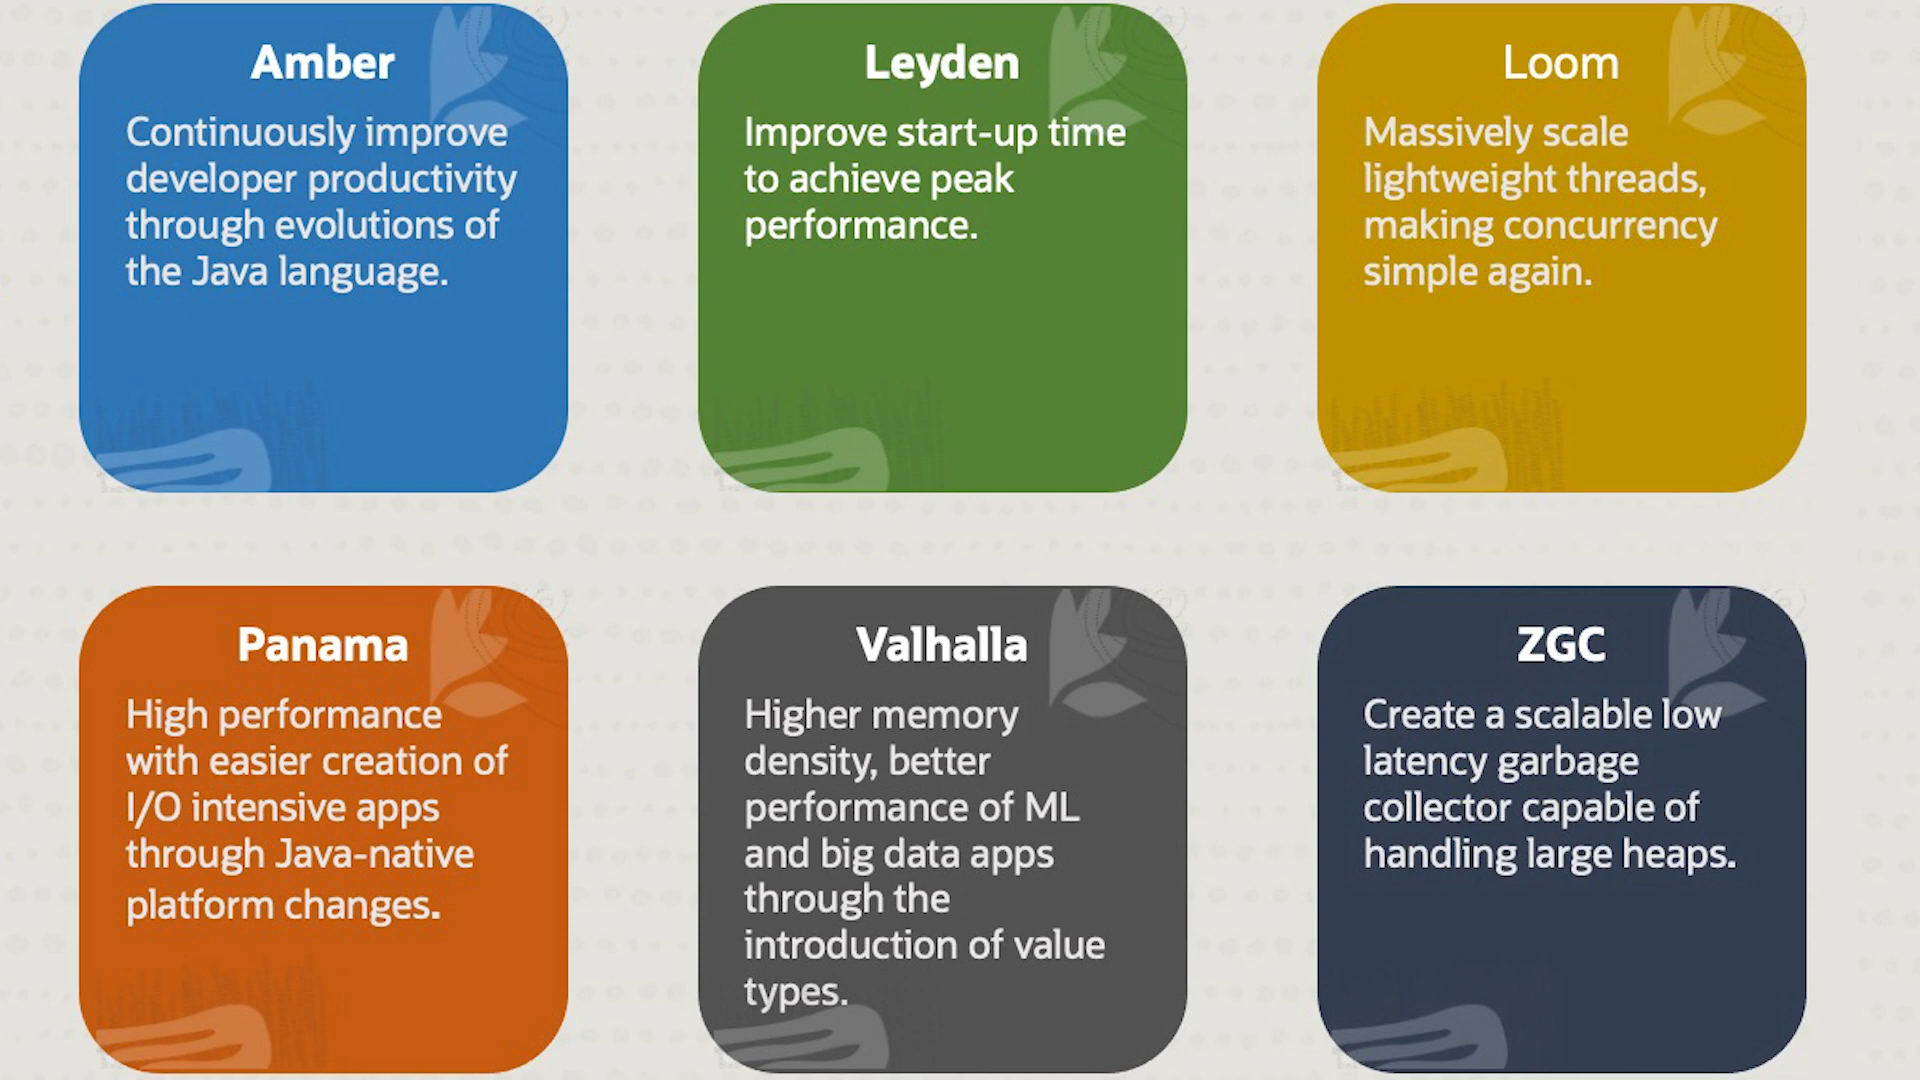 Amber
Continuously improve
developer productivity
through evolutions of
the Java language.
Leyden
Improve start-up time
to achieve peak
performance.
Loom
Massively scale
lightweight threads,
making concurrency
simple again.
Panama
High performance
with easier creation of
I/O intensive apps
through Java-native
platform changes.
Valhalla
Higher memory
density, better
performance of ML
and big data apps
through the
introduction of value
types.
ZGC
Create a scalable low
latency garbage
collector capable of
handling large heaps.